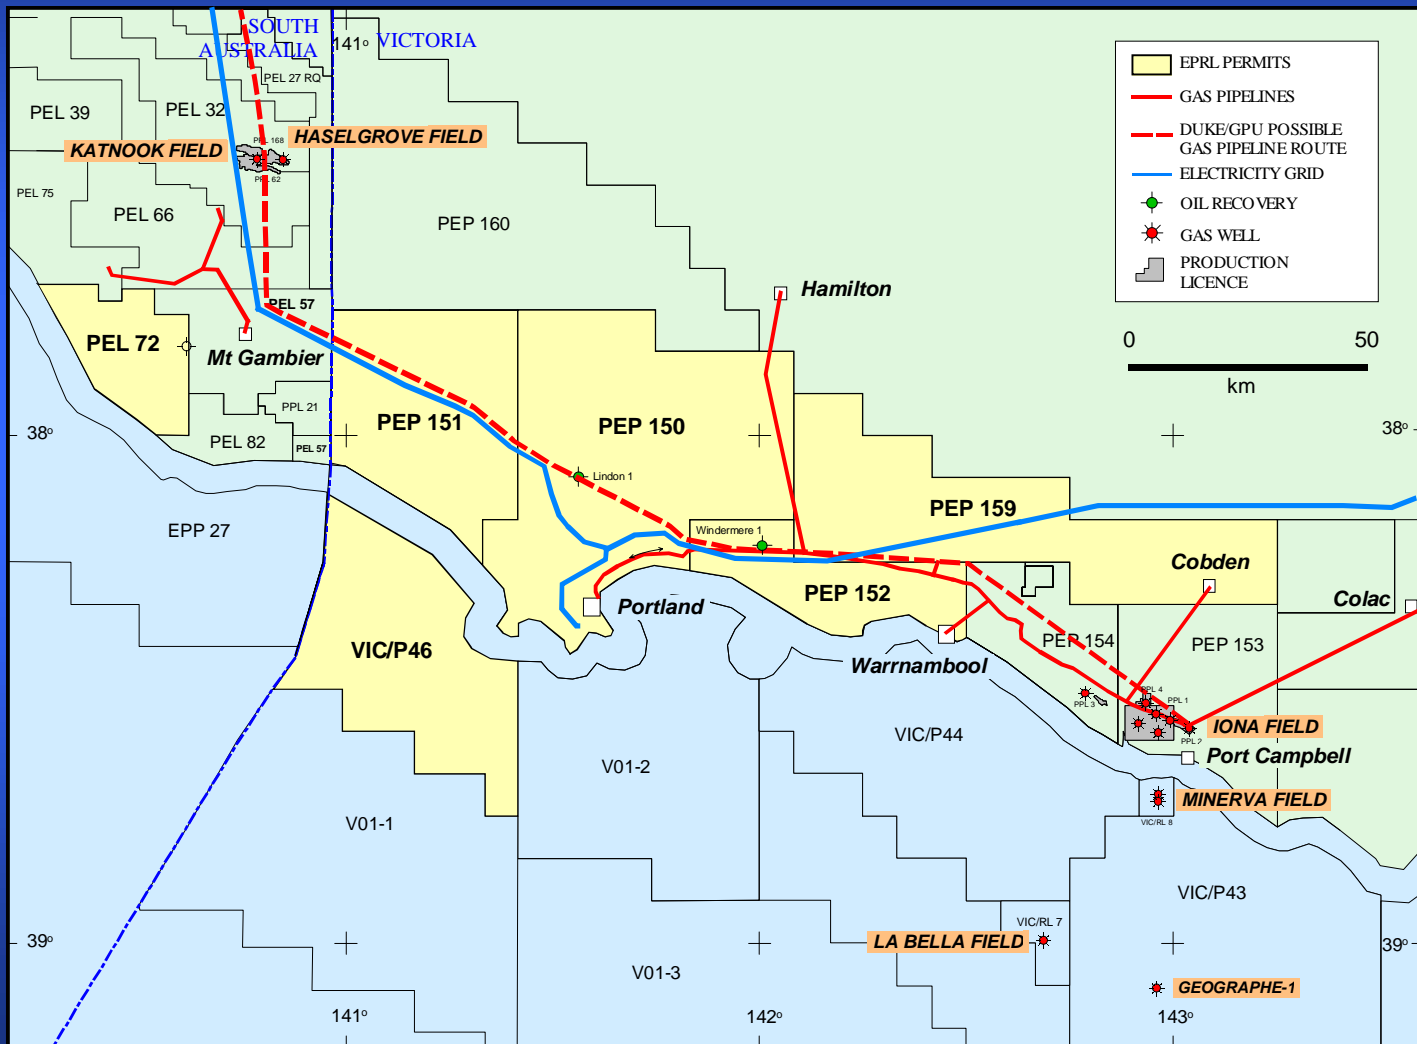 SOUTH
AUSTRALIA
141°
VICTORIA
PEL 27 RQ
PEL 39
PEL 32
PPL 168
HASELGROVE FIELD
KATNOOK FIELD
PPL 62
PEL 75
PEL 66
PEP 160
EPRL PERMITS
GAS PIPELINES
DUKE/GPU POSSIBLE
GAS PIPELINE ROUTE
ELECTRICITY GRID
OIL RECOVERY
GAS WELL
PRODUCTION
LICENCE
0
50
km
Hamilton
PEL 57
PEL 72
Mt Gambier
PPL 21
PEL 82
PEL 57
38°
PEP 151
PEP 150
38°
Lindon 1
EPP 27
Windermere 1
PEP 159
Cobden
Colac
PEP 152
Portland
VIC/P46
Warrnambool
PEP 154
PEP 153
PPL 4
PPL 1
PPL 3
PPL 2
IONA FIELD
Port Campbell
VIC/P44
V01-2
MINERVA FIELD
VIC/RL 8
V01-1
VIC/P43
VIC/RL 7
LA BELLA FIELD
39°
39°
V01-3
GEOGRAPHE-1
141°
142°
143°